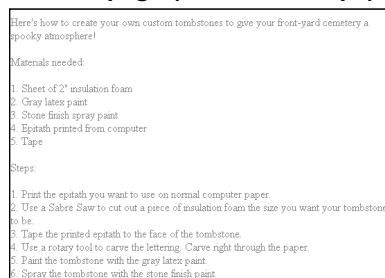 Here's how to create your own custom tombstones to give your front-yard cemetery a
spooky atmosphere!
Materials needed:
1. Sheet of 2" insulation foam
2. Gray latex paint
3. Stone finish spray paint
4. Epitath printed from computer
5. Tape
Steps:
1. Print the epitath you want to use on normal computer paper.
2. Use a Sabre Saw to cut out a piece of insulation foam the size you want your tombstone
to be.
3. Tape the printed epitath to the face of the tombstone.
4. Use a rotary tool to carve the lettering. Carve right through the paper.
5. Paint the tombstone with the gray latex paint.
6. Spray the tombstone with the stone finish paint.